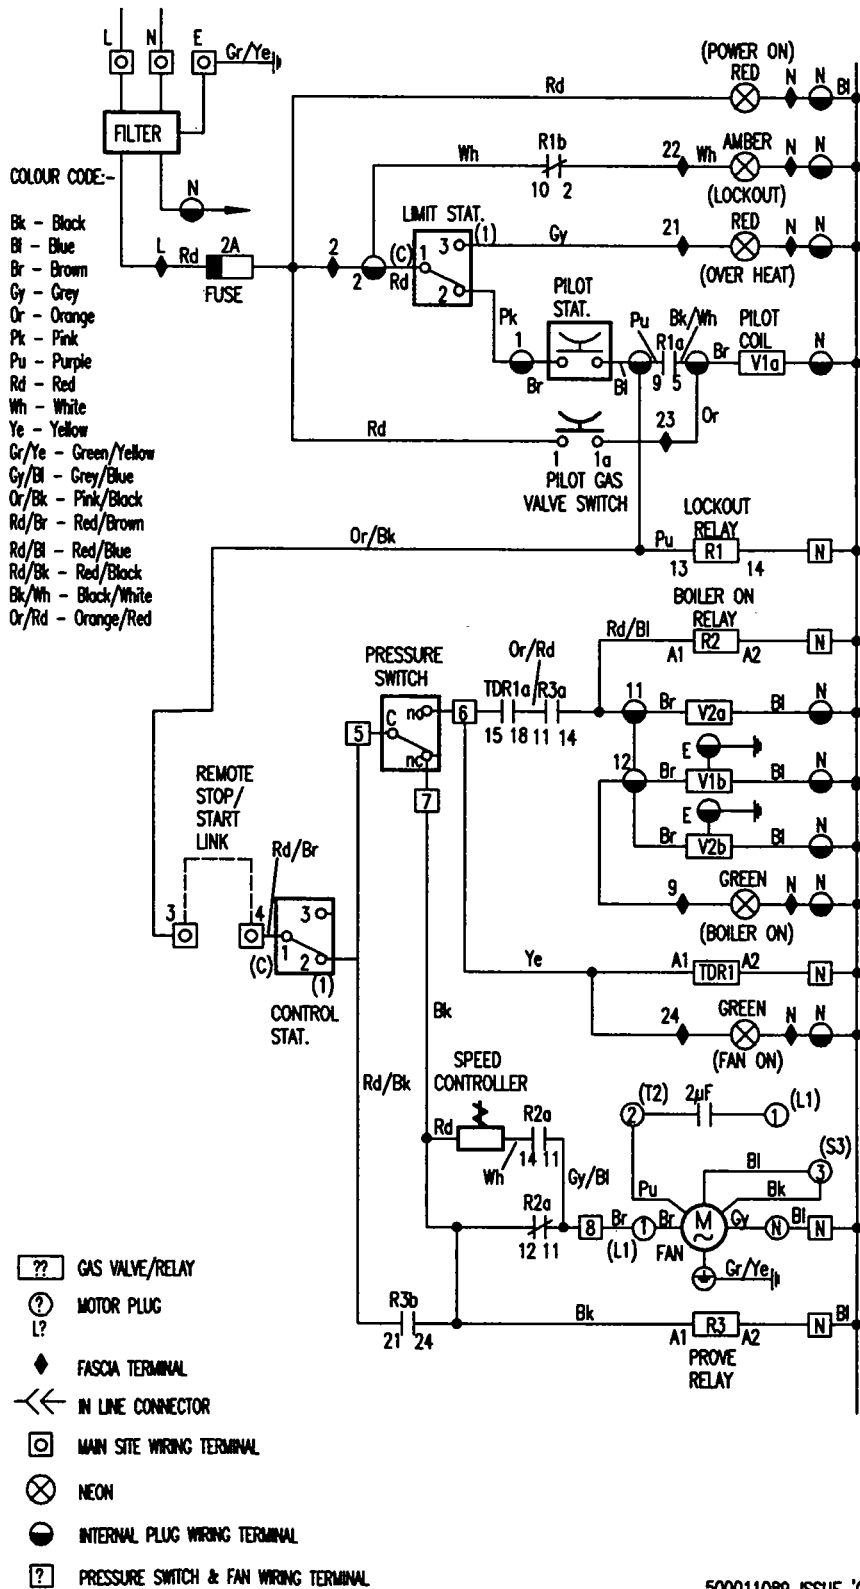 L N E
Gr/Ye
FILTER
N
COLOUR CODE:-
Bk - Black
Bl - Blue
Br - Brown
Gy - Grey
Or - Orange
Pk - Pink
Pu - Purple
Rd - Red
Wh - White
Ye - Yellow
Gr/Ye - Green/Yellow
Gy/Bl - Grey/Blue
Or/Bk - Pink/Black
Rd/Br - Red/Brown
Rd/Bl - Red/Blue
Rd/Bk - Red/Black
Bk/Wh - Black/White
Or/Rd - Orange/Red
(POWER ON)
Rd RED N N Bl
Wh R1b 22 Wh AMBER N N
10 2 (LOCKOUT)
LIMIT STAT.
3 (1) Gy 21 RED N N
(OVER HEAT)
L Rd 2A 2 2 (C) Rd 1 2
FUSE
PILOT
STAT.
Pk 1 Br Bl Pu R1a Bk/Wh
9 5 Br
PILOT
COIL
V1a N
Rd 1 1a 23 Or
PILOT GAS
VALVE SWITCH
Or/Bk
LOCKOUT
RELAY
Pu R1 N
13 14
BOILER ON
RELAY
Rd/Bl R2 N
A1 A2
PRESSURE
SWITCH
Or/Rd
TDR1a R3a
5 C no 6
15 18 11 14
nc
7
11 Br V2a Bl N
E
12 Br V1b Bl N
E
Br V2b Bl N
9 GREEN N N
(BOILER ON)
REMOTE
STOP/
START
LINK
Rd/Br
3 4 3
(C) 1 2
(1)
CONTROL
STAT.
Ye A1 TDR1 A2 N
24 GREEN N N
(FAN ON)
Bk
Rd/Bk
SPEED
CONTROLLER
Rd R2a
Wh 14 11
Gy/Bl
(T2) 2µF (L1)
2 1
(S3)
Bl 3
Pu Bk
R2a
12 11 8 Br 1 Br M ~ Gy N Bl N
(L1) FAN
Gr/Ye
R3b
21 24
Bk R3 N Bl
A1 A2
PROVE
RELAY
?? GAS VALVE/RELAY
? MOTOR PLUG
L?
FASCIA TERMINAL
IN LINE CONNECTOR
MAIN SITE WIRING TERMINAL
NEON
INTERNAL PLUG WIRING TERMINAL
? PRESSURE SWITCH & FAN WIRING TERMINAL
500011089 ISSUE